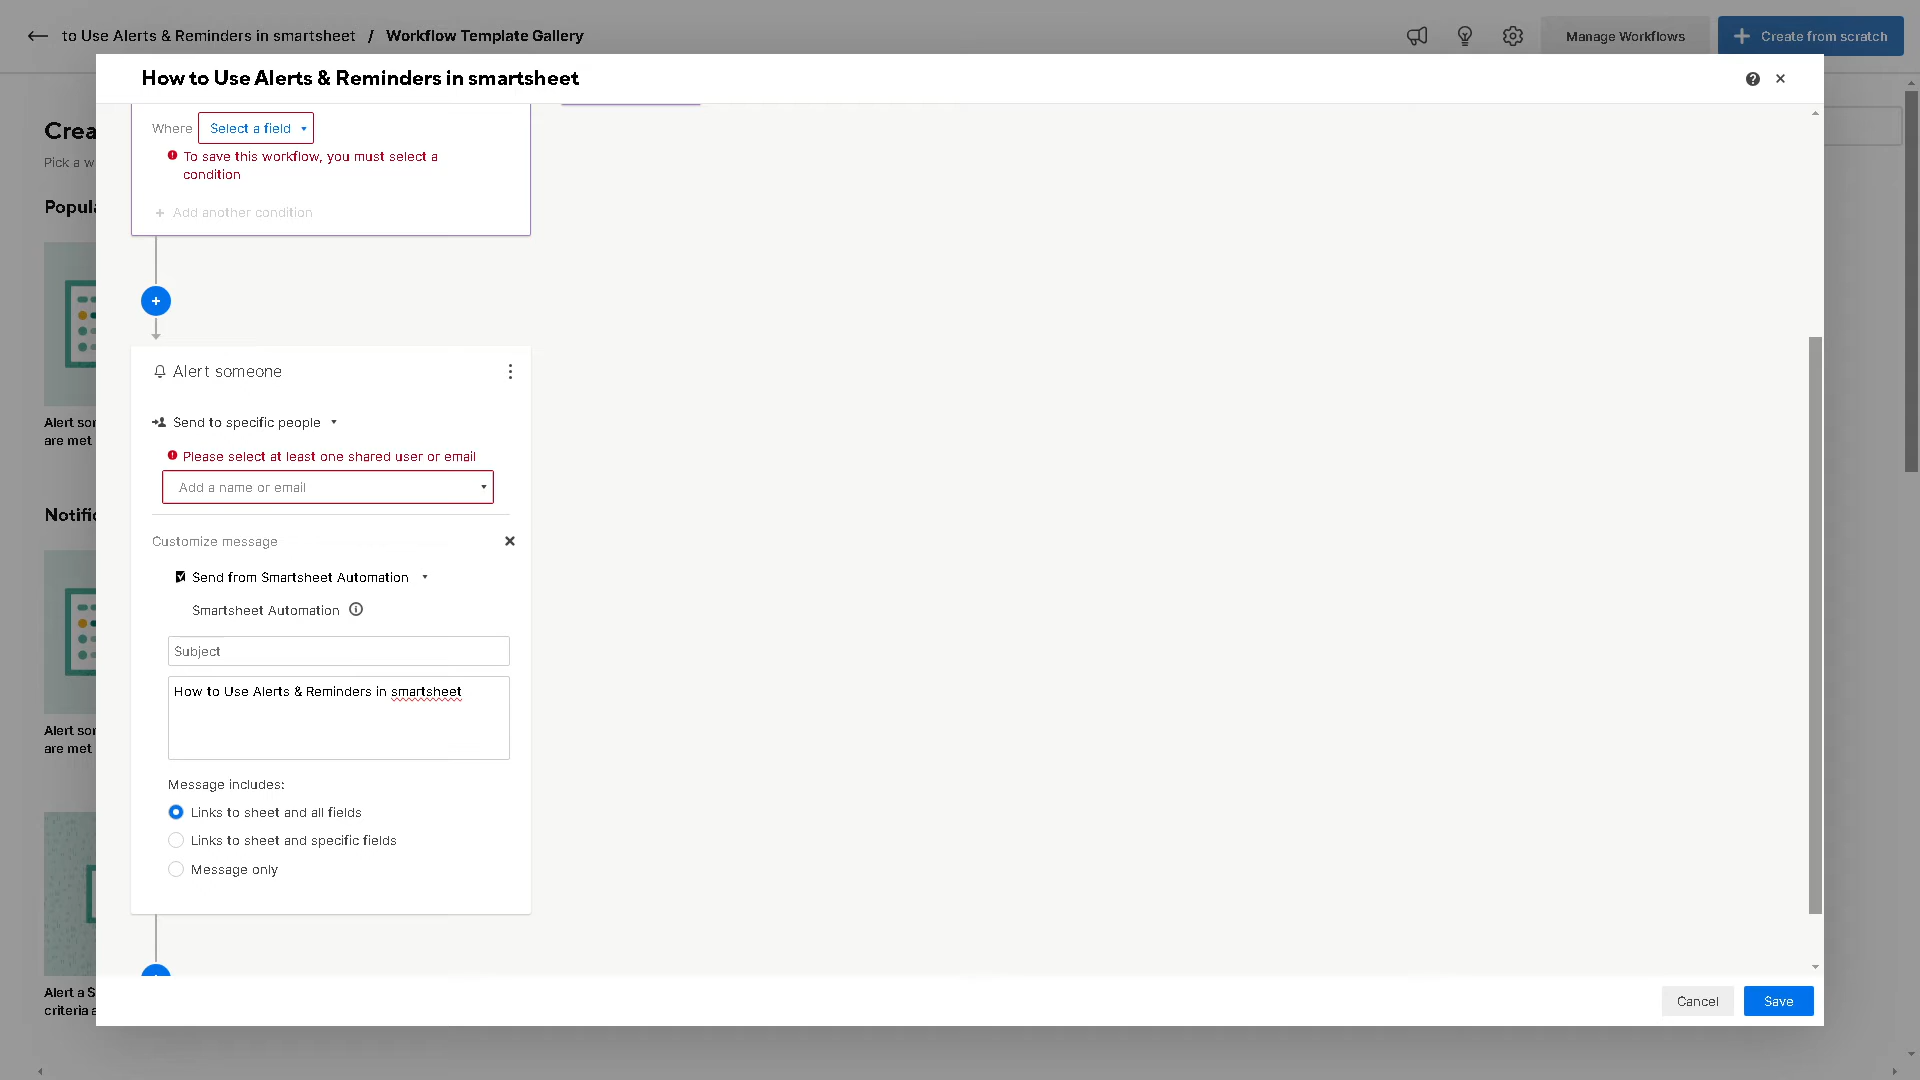 to Use Alerts & Reminders in smartsheet / Workflow Template Gallery
Manage Workflows
Create from scratch
How to Use Alerts & Reminders in smartsheet
Crea
Pick a w
Popula
Alert sor
are met
Notific
Alert sor
are met
Alert a S
criteria a
Where Select a field
To save this workflow, you must select a
condition
Add another condition
Alert someone
Send to specific people
Please select at least one shared user or email
Add a name or email
Customize message
Send from Smartsheet Automation
Smartsheet Automation
Subject
How to Use Alerts & Reminders in smartsheet
Message includes:
Links to sheet and all fields
Links to sheet and specific fields
Message only
Cancel
Save